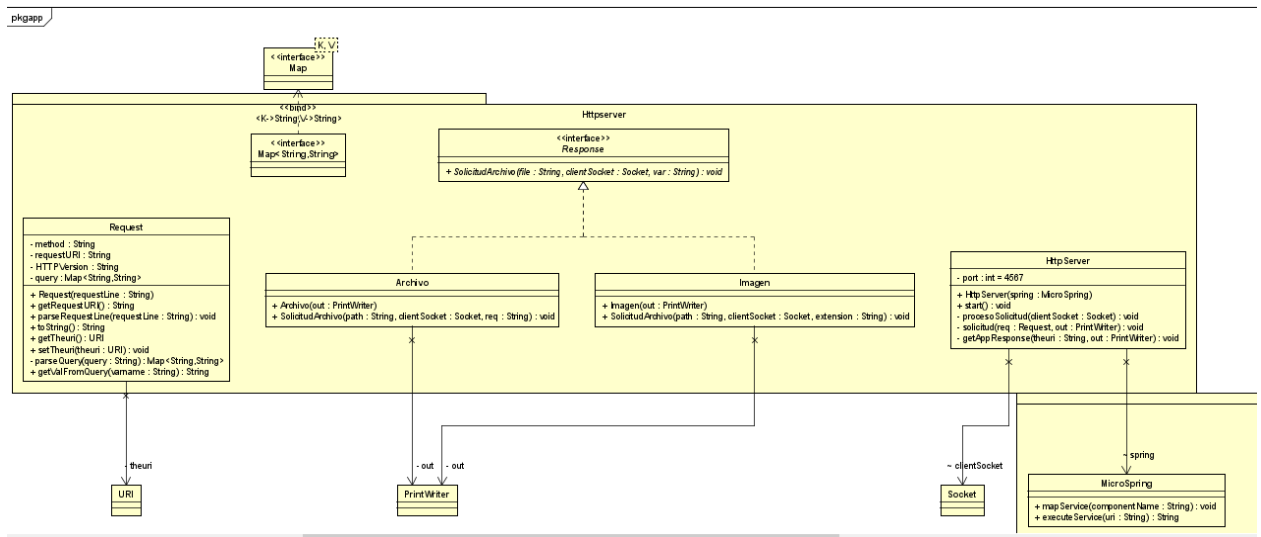 pkgapp
K, V
<<interface>>
Map
<<bind>>
<K->String,V->String>
Httpserver
<<interface>>
Map<String,String>
<<interface>>
Response
+ SolicitudArchivo(file : String, clientSocket : Socket, var : String) : void
Request
- method : String
- requestURI : String
- HTTPVersion : String
- query : Map<String,String>
+ Request(requestLine : String)
+ getRequestURI() : String
+ parseRequestLine(requestLine : String) : void
+ toString() : String
+ getTheuri() : URI
+ setTheuri(theuri : URI) : void
- parseQuery(query : String) : Map<String,String>
+ getValFromQuery(varname : String) : String
Archivo
+ Archivo(out : PrintWriter)
+ SolicitudArchivo(path : String, clientSocket : Socket, req : String) : void
Imagen
+ Imagen(out : PrintWriter)
+ SolicitudArchivo(path : String, clientSocket : Socket, extension : String) : void
HttpServer
- port : int = 4567
+ HttpServer(spring : MicroSpring)
+ start() : void
- procesoSolicitud(clientSocket : Socket) : void
- solicitud(req : Request, out : PrintWriter) : void
- getAppResponse(theuri : String, out : PrintWriter) : void
- theuri
- out
- out
~ clientSocket
~ spring
URI
PrintWriter
Socket
MicroSpring
+ mapService(componentName : String) : void
+ executeService(uri : String) : String